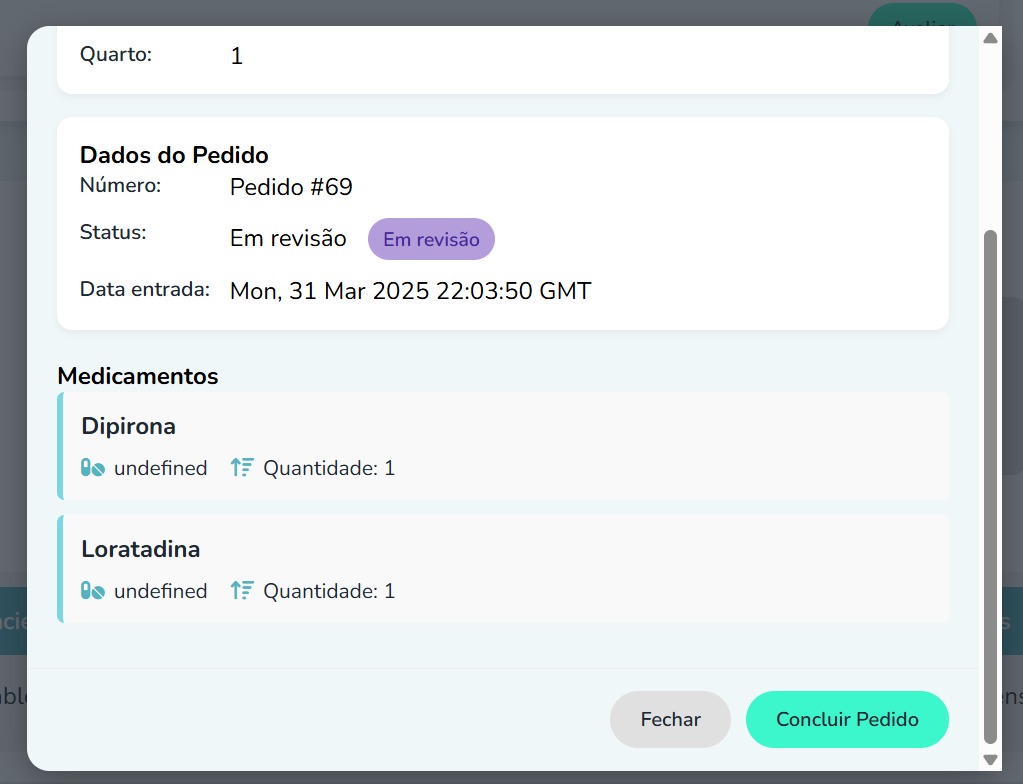 Avaliar
Quarto: 1
Dados do Pedido
Número: Pedido #69
Status: Em revisão Em revisão
Data entrada: Mon, 31 Mar 2025 22:03:50 GMT
Medicamentos
Dipirona
undefined Quantidade: 1
Loratadina
undefined Quantidade: 1
Fechar Concluir Pedido